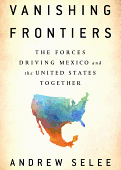 VANISHING
FRONTIERS
THE FORCES
DRIVING MEXICO and the
UNITED STATES
TOGETHER
ANDREW SELEE